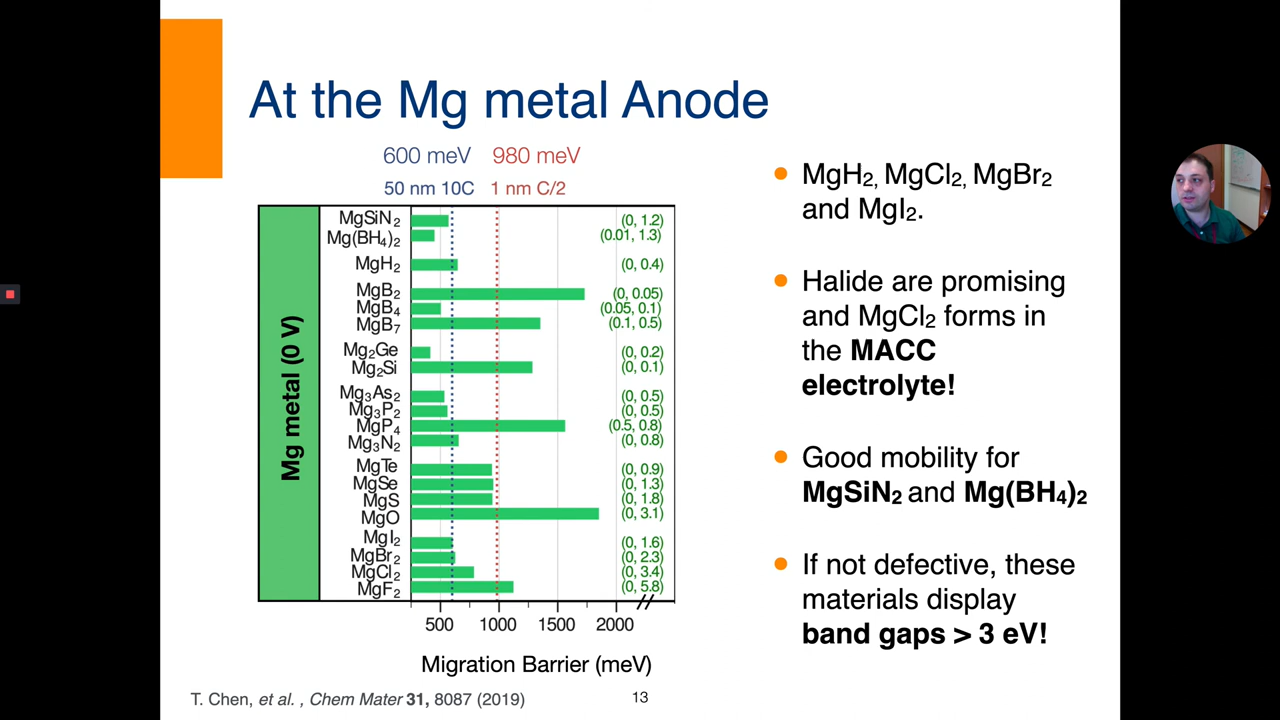 At the Mg metal Anode
600 meV 980 meV
50 nm 10C 1 nm C/2
Mg metal (0 V)
MgSiN₂ (0, 1.2)
Mg(BH₄)₂ (0.01, 1.3)
MgH₂ (0, 0.4)
MgB₂ (0, 0.05)
MgB₄ (0.05, 0.1)
MgB₇ (0.1, 0.5)
Mg₂Ge (0, 0.2)
Mg₂Si (0, 0.1)
Mg₃As₂ (0, 0.5)
Mg₃P₂ (0, 0.5)
MgP₄ (0.5, 0.8)
Mg₃N₂ (0, 0.8)
MgTe (0, 0.9)
MgSe (0, 1.3)
MgS (0, 1.8)
MgO (0, 3.1)
MgI₂ (0, 1.6)
MgBr₂ (0, 2.3)
MgCl₂ (0, 3.4)
MgF₂ (0, 5.8)
500 1000 1500 2000
Migration Barrier (meV)
MgH₂, MgCl₂, MgBr₂
and MgI₂.
Halide are promising
and MgCl₂ forms in
the MACC
electrolyte!
Good mobility for
MgSiN₂ and Mg(BH₄)₂
If not defective, these
materials display
band gaps > 3 eV!
T. Chen, et al. , Chem Mater 31, 8087 (2019)
13